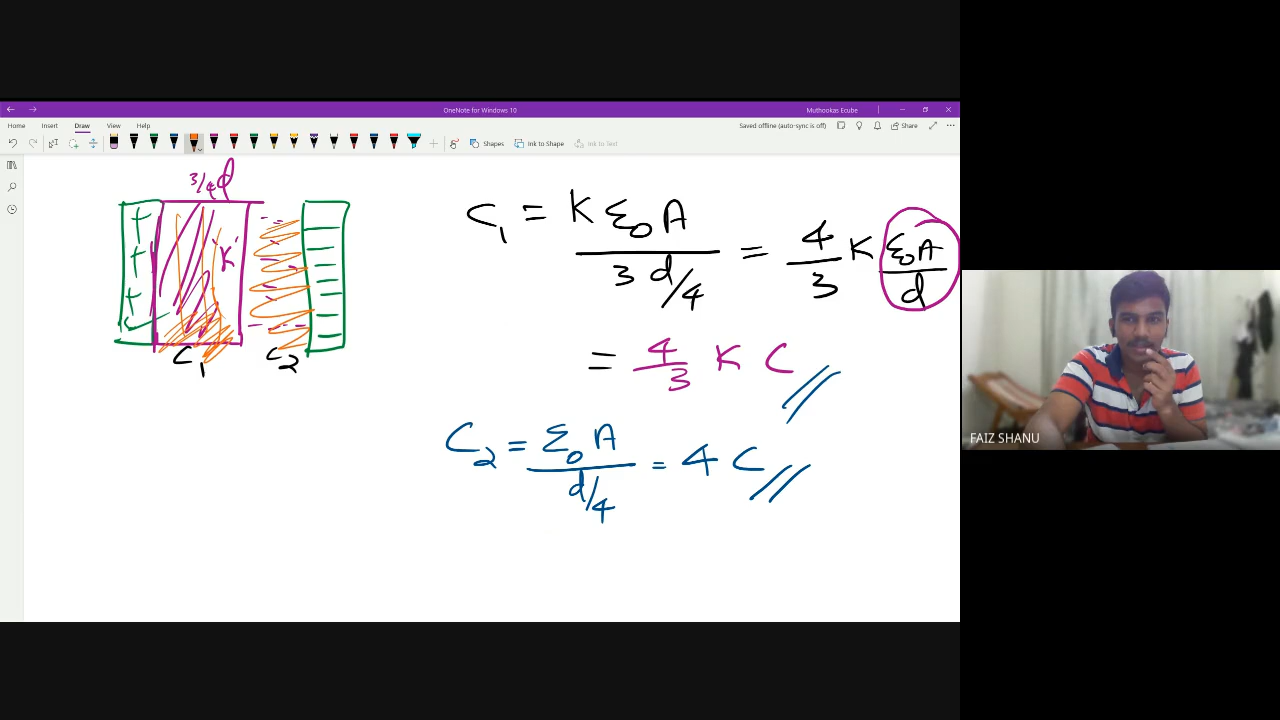 OneNote for Windows 10
Muthookas Ecube
Home Insert Draw View Help
Saved offline (auto-sync is off)
Share
Shapes
Ink to Shape
Ink to Text
3/4 d
+
+
+
K
C₁ C₂
C₁ = K ε₀ A / 3 d/4 = 4/3 K ε₀A/d
= 4/3 K C //
C₂ = ε₀ A / d/4 = 4 C //
FAIZ SHANU